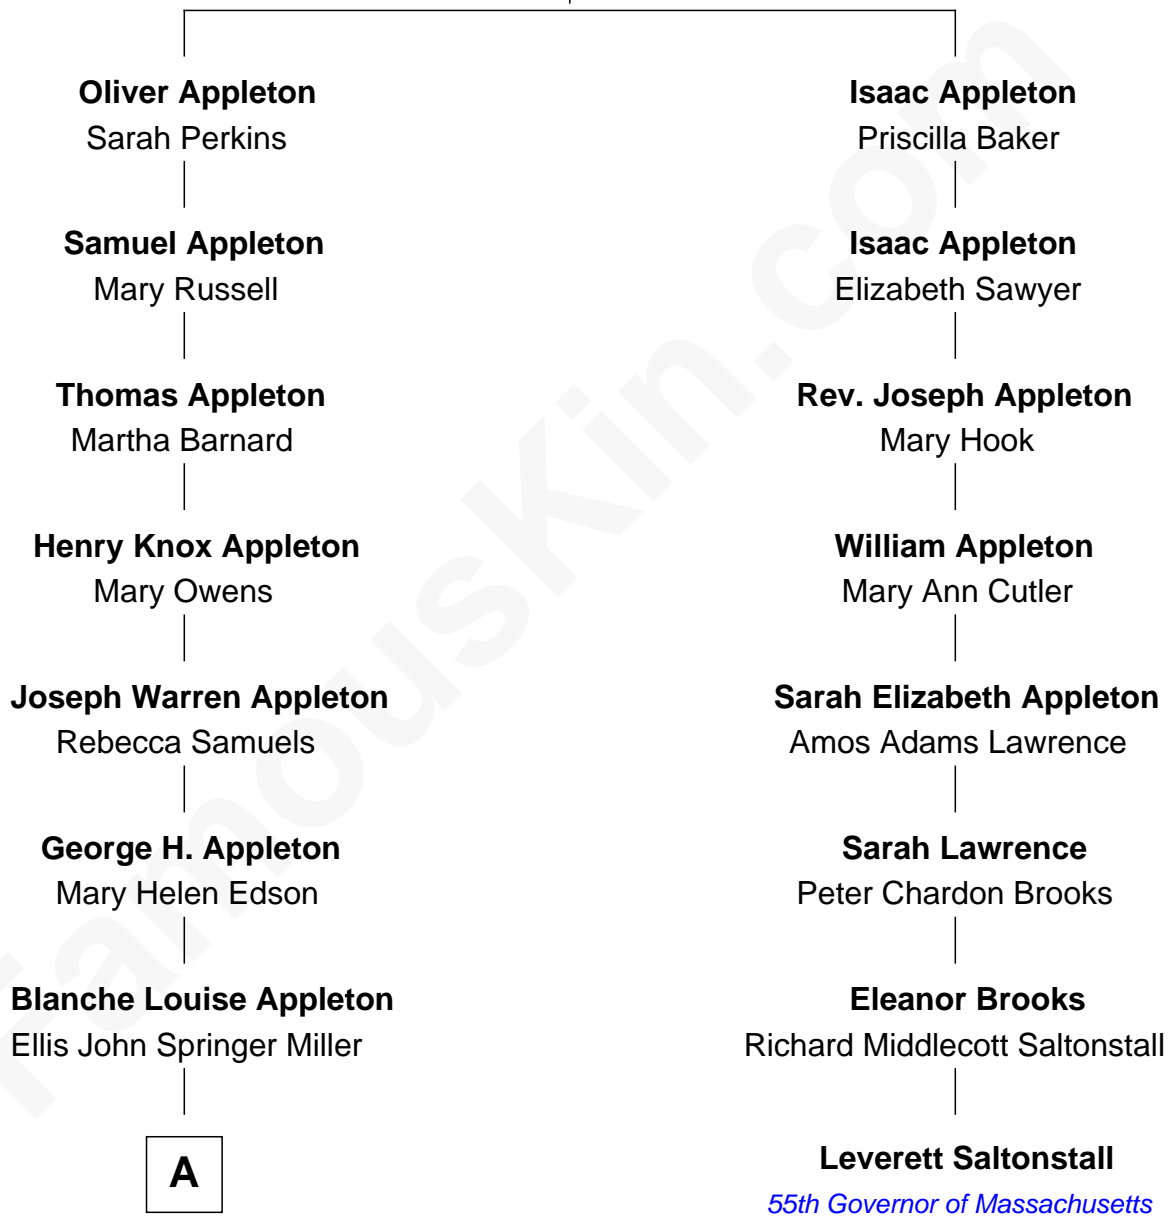 Oliver Appleton
Sarah Perkins
Isaac Appleton
Priscilla Baker
Samuel Appleton
Mary Russell
Isaac Appleton
Elizabeth Sawyer
Thomas Appleton
Martha Barnard
Rev. Joseph Appleton
Mary Hook
Henry Knox Appleton
Mary Owens
William Appleton
Mary Ann Cutler
Joseph Warren Appleton
Rebecca Samuels
Sarah Elizabeth Appleton
Amos Adams Lawrence
George H. Appleton
Mary Helen Edson
Sarah Lawrence
Peter Chardon Brooks
Blanche Louise Appleton
Ellis John Springer Miller
Eleanor Brooks
Richard Middlecott Saltonstall
A
Leverett Saltonstall
55th Governor of Massachusetts
FamousKin.com